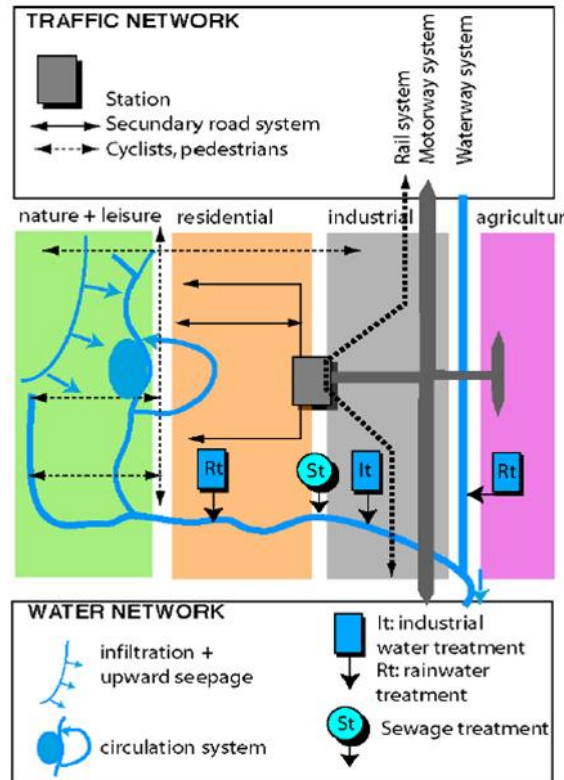 TRAFFIC NETWORK
Station
Secundary road system
Cyclists, pedestrians
Rail system
Motorway system
Waterway system
nature + leisure
residential
industrial
agricultur
Rt
St
It
Rt
WATER NETWORK
infiltration +
upward seepage
circulation system
It: industrial
water treatment
Rt: rainwater
treatment
St
Sewage treatment